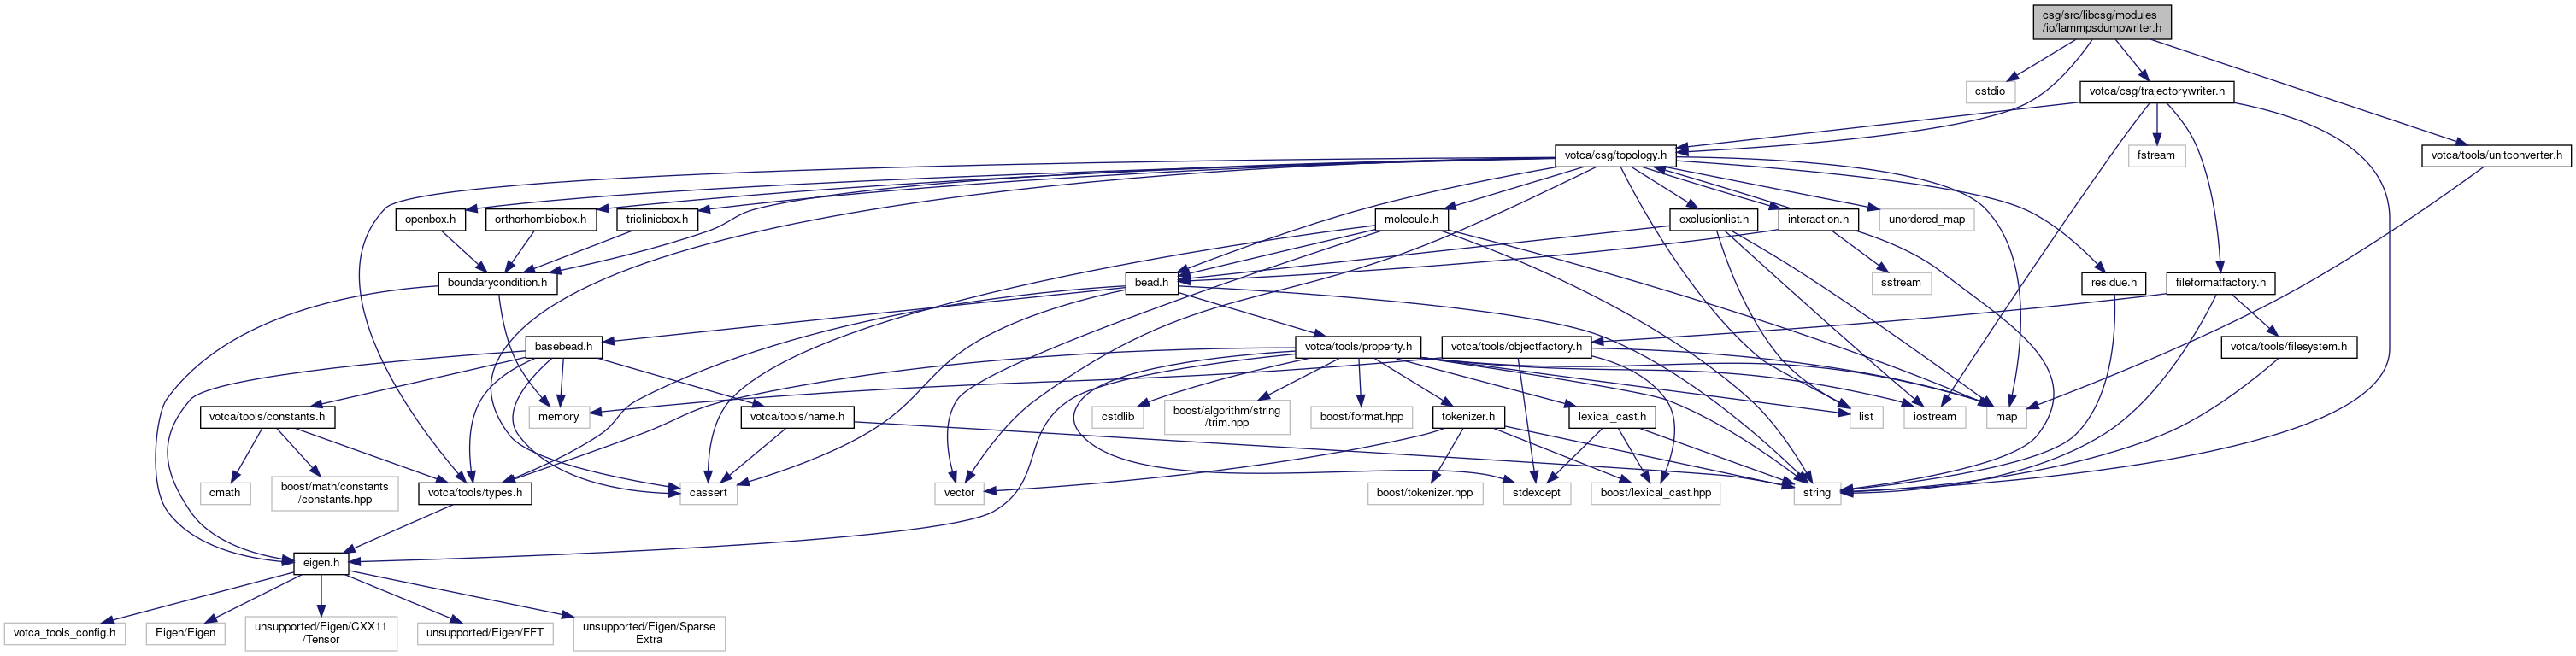 csg/src/libcsg/modules
/io/lammpsdumpwriter.h
cstdio
votca/csg/trajectorywriter.h
votca/csg/topology.h
fstream
votca/tools/unitconverter.h
openbox.h
orthorhombicbox.h
triclinicbox.h
molecule.h
exclusionlist.h
interaction.h
unordered_map
boundarycondition.h
bead.h
sstream
residue.h
fileformatfactory.h
basebead.h
votca/tools/property.h
votca/tools/objectfactory.h
votca/tools/filesystem.h
votca/tools/constants.h
memory
votca/tools/name.h
cstdlib
boost/algorithm/string
/trim.hpp
boost/format.hpp
tokenizer.h
lexical_cast.h
list
iostream
map
cmath
boost/math/constants
/constants.hpp
votca/tools/types.h
cassert
vector
boost/tokenizer.hpp
stdexcept
boost/lexical_cast.hpp
string
eigen.h
votca_tools_config.h
Eigen/Eigen
unsupported/Eigen/CXX11
/Tensor
unsupported/Eigen/FFT
unsupported/Eigen/Sparse
Extra